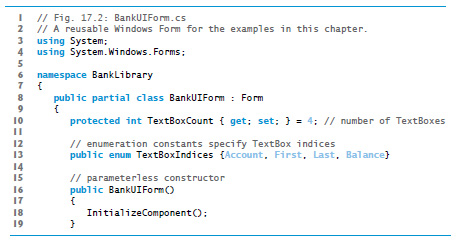 1 // Fig. 17.2: BankUIForm.cs
2 // A reusable Windows Form for the examples in this chapter.
3 using System;
4 using System.Windows.Forms;
5
6 namespace BankLibrary
7 {
8 public partial class BankUIForm : Form
9 {
10 protected int TextBoxCount { get; set; } = 4; // number of TextBoxes
11
12 // enumeration constants specify TextBox indices
13 public enum TextBoxIndices {Account, First, Last, Balance}
14
15 // parameterless constructor
16 public BankUIForm()
17 {
18 InitializeComponent();
19 }